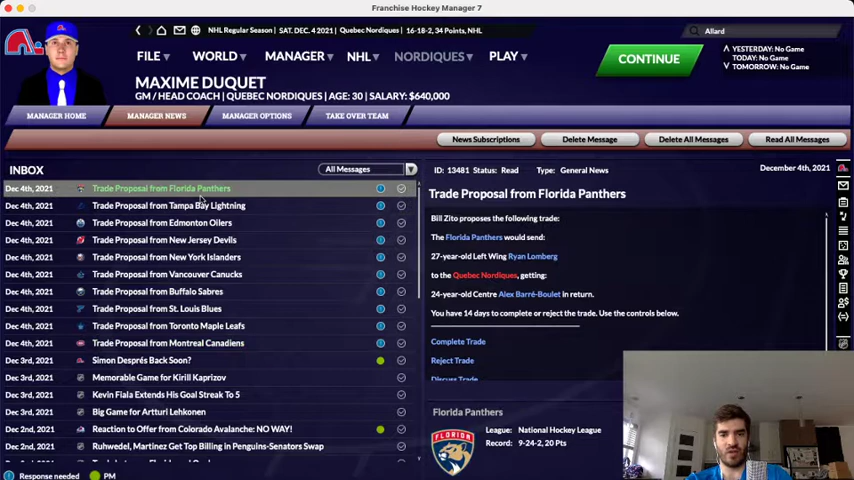 Franchise Hockey Manager 7
NHL Regular Season | SAT. DEC. 4 2021 | Quebec Nordiques | 16-18-2, 34 Points, NHL
Allard
FILE WORLD MANAGER NHL NORDIQUES PLAY
CONTINUE
YESTERDAY: No Game
TODAY: No Game
TOMORROW: No Game
MAXIME DUQUET
GM / HEAD COACH | QUEBEC NORDIQUES | AGE: 30 | SALARY: $640,000
MANAGER HOME MANAGER NEWS MANAGER OPTIONS TAKE OVER TEAM
News Subscriptions Delete Message Delete All Messages Read All Messages
INBOX All Messages
Dec 4th, 2021 Trade Proposal from Florida Panthers
Dec 4th, 2021 Trade Proposal from Tampa Bay Lightning
Dec 4th, 2021 Trade Proposal from Edmonton Oilers
Dec 4th, 2021 Trade Proposal from New Jersey Devils
Dec 4th, 2021 Trade Proposal from New York Islanders
Dec 4th, 2021 Trade Proposal from Vancouver Canucks
Dec 4th, 2021 Trade Proposal from Buffalo Sabres
Dec 4th, 2021 Trade Proposal from St. Louis Blues
Dec 4th, 2021 Trade Proposal from Toronto Maple Leafs
Dec 4th, 2021 Trade Proposal from Montreal Canadiens
Dec 3rd, 2021 Simon Després Back Soon?
Dec 3rd, 2021 Memorable Game for Kirill Kaprizov
Dec 3rd, 2021 Kevin Fiala Extends His Goal Streak To 5
Dec 3rd, 2021 Big Game for Artturi Lehkonen
Dec 2nd, 2021 Reaction to Offer from Colorado Avalanche: NO WAY!
Dec 2nd, 2021 Ruhwedel, Martinez Get Top Billing in Penguins-Senators Swap
Response needed PM
ID: 13481 Status: Read Type: General News December 4th, 2021
Trade Proposal from Florida Panthers
Bill Zito proposes the following trade:
The Florida Panthers would send:
27-year-old Left Wing Ryan Lomberg
to the Quebec Nordiques, getting:
24-year-old Centre Alex Barré-Boulet in return.
You have 14 days to complete or reject the trade. Use the controls below.
Complete Trade
Reject Trade
Discuss Trade
Florida Panthers
League: National Hockey League
Record: 9-24-2, 20 Pts
FLORIDA